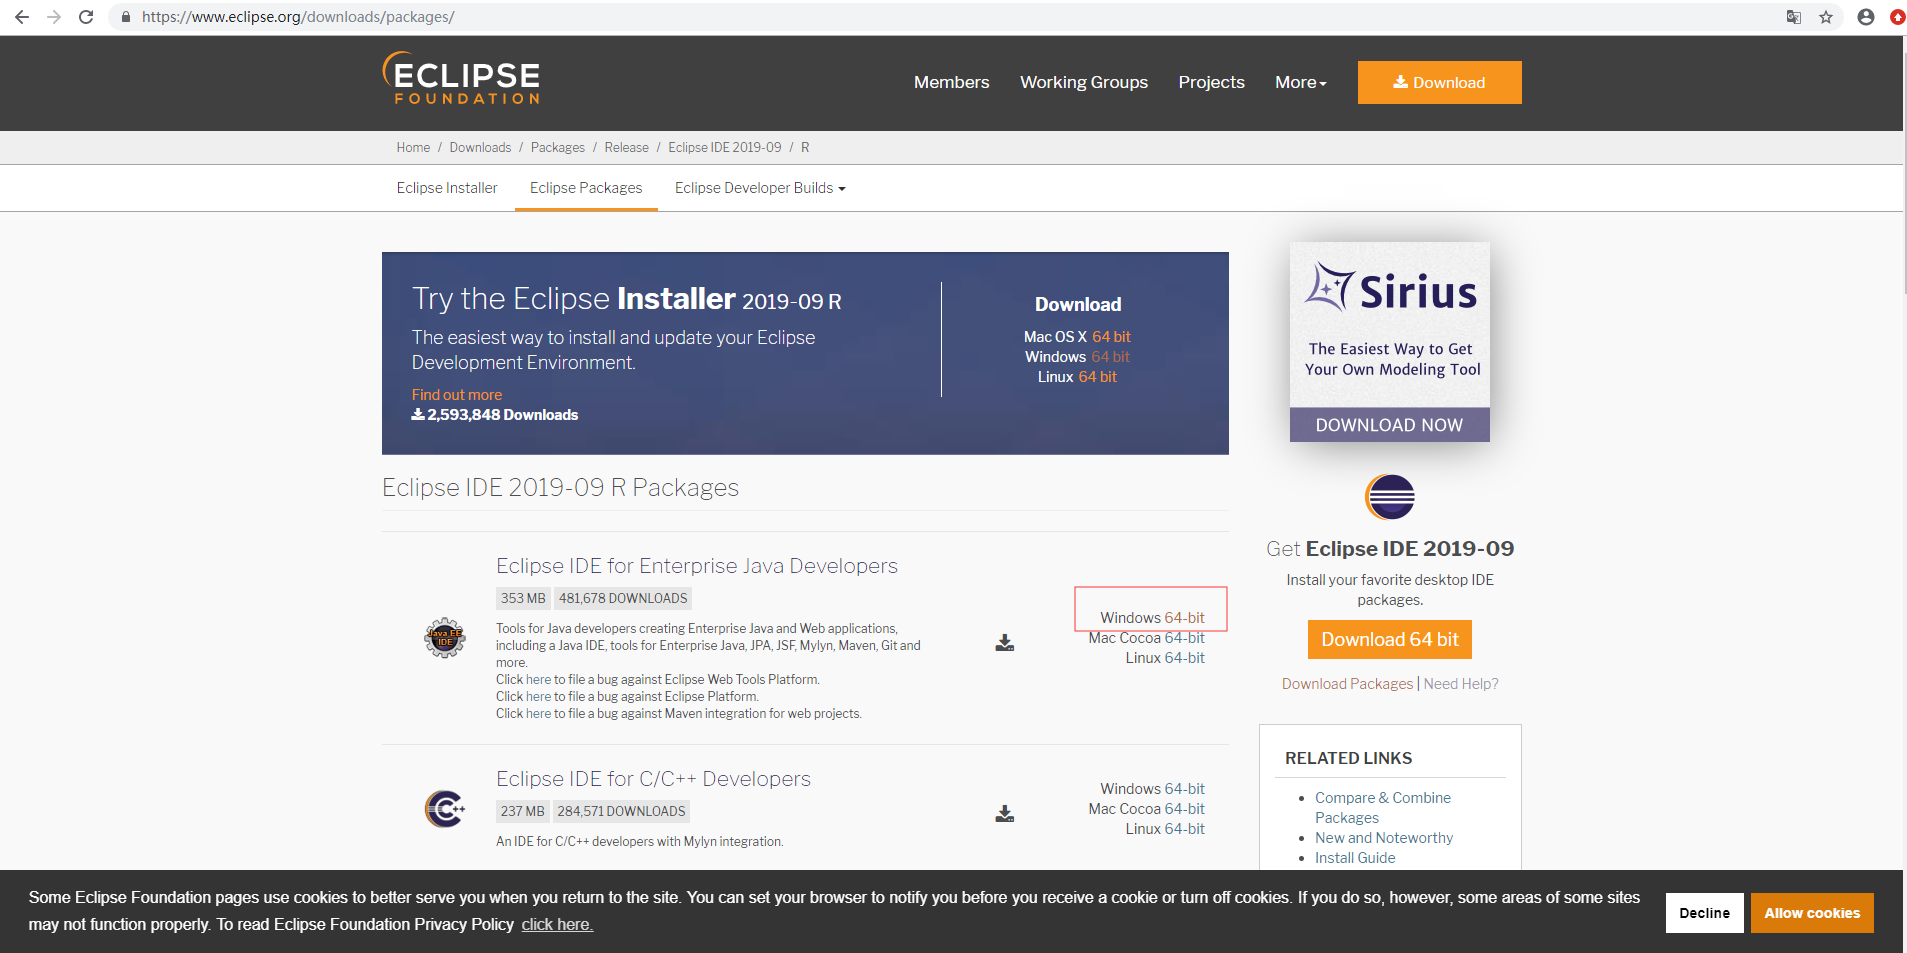 https://www.eclipse.org/downloads/packages/
ECLIPSE
FOUNDATION
Members Working Groups Projects More Download
Home / Downloads / Packages / Release / Eclipse IDE 2019-09 / R
Eclipse Installer Eclipse Packages Eclipse Developer Builds
Try the Eclipse Installer 2019-09 R
The easiest way to install and update your Eclipse
Development Environment.
Find out more
2,593,848 Downloads
Download
Mac OS X 64 bit
Windows 64 bit
Linux 64 bit
Sirius
The Easiest Way to Get
Your Own Modeling Tool
DOWNLOAD NOW
Eclipse IDE 2019-09 R Packages
Eclipse IDE for Enterprise Java Developers
353 MB 481,678 DOWNLOADS
Java EE
IDE
Tools for Java developers creating Enterprise Java and Web applications,
including a Java IDE, tools for Enterprise Java, JPA, JSF, Mylyn, Maven, Git and
more.
Click here to file a bug against Eclipse Web Tools Platform.
Click here to file a bug against Eclipse Platform.
Click here to file a bug against Maven integration for web projects.
Windows 64-bit
Mac Cocoa 64-bit
Linux 64-bit
Get Eclipse IDE 2019-09
Install your favorite desktop IDE
packages.
Download 64 bit
Download Packages | Need Help?
Eclipse IDE for C/C++ Developers
237 MB 284,571 DOWNLOADS
C++
An IDE for C/C++ developers with Mylyn integration.
Windows 64-bit
Mac Cocoa 64-bit
Linux 64-bit
RELATED LINKS
Compare & Combine
Packages
New and Noteworthy
Install Guide
Some Eclipse Foundation pages use cookies to better serve you when you return to the site. You can set your browser to notify you before you receive a cookie or turn off cookies. If you do so, however, some areas of some sites
may not function properly. To read Eclipse Foundation Privacy Policy click here.
Decline Allow cookies